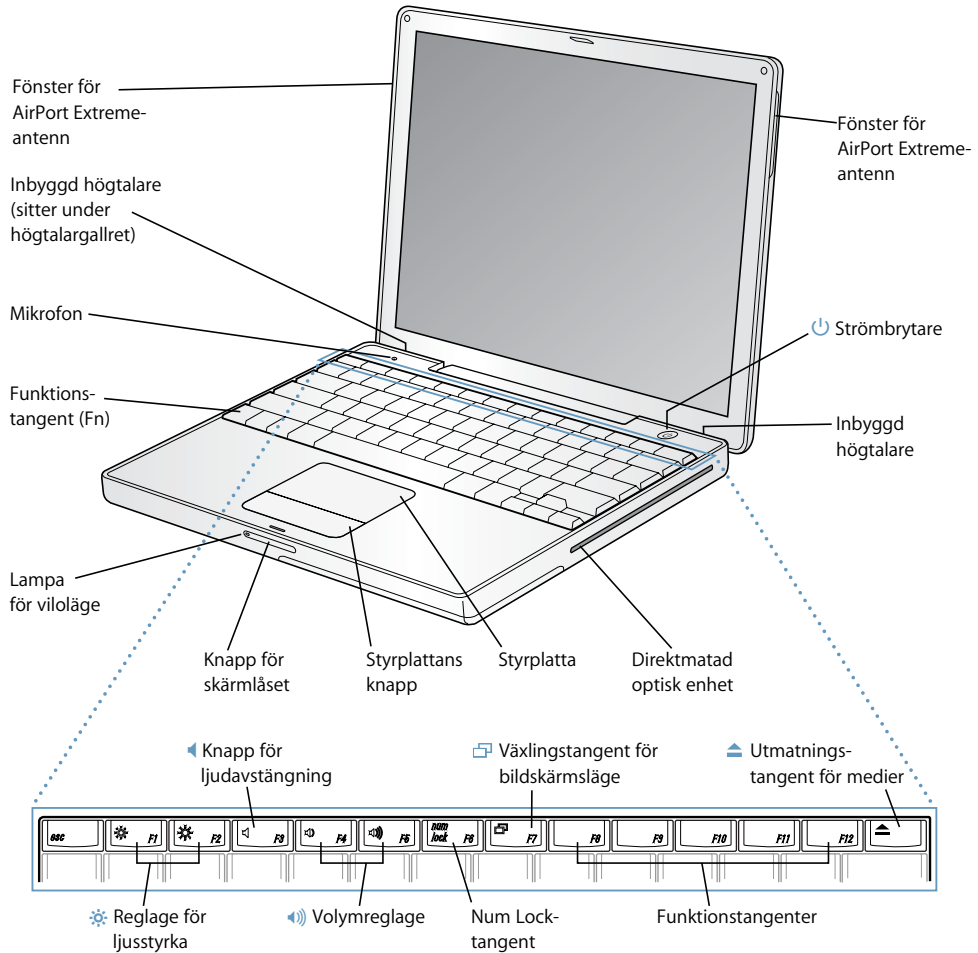 Fönster för
AirPort Extreme-
antenn
Fönster för
AirPort Extreme-
antenn
Inbyggd högtalare
(sitter under
högtalargallret)
Mikrofon
Strömbrytare
Funktions-
tangent (Fn)
Inbyggd
högtalare
Lampa
för viloläge
Knapp för
skärmlåset
Styrplattans
knapp
Styrplatta
Direktmatad
optisk enhet
Knapp för
ljudavstängning
Växlingstangent för
bildskärmsläge
Utmatnings-
tangent för medier
esc
F1
F2
F3
F4
F5
num
lock F6
F7
F8
F9
F10
F11
F12
Reglage för
ljusstyrka
Volymreglage
Num Lock-
tangent
Funktionstangenter